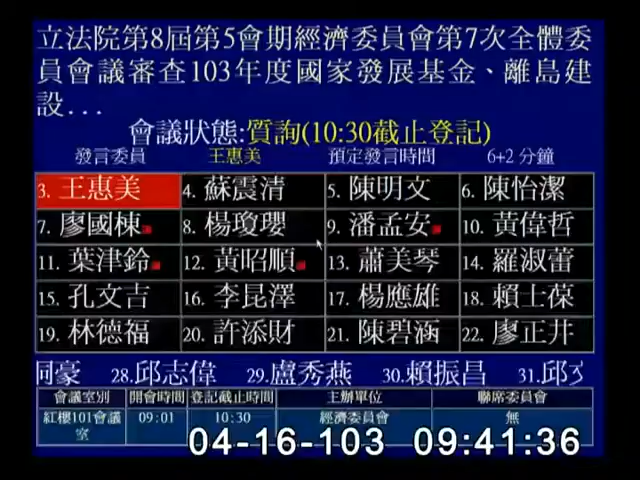 立法院第8屆第5會期經濟委員會第7次全體委
員會議審查103年度國家發展基金、離島建
設...
會議狀態:質詢(10:30截止登記)
發言委員 王惠美 預定發言時間 6+2 分鐘
3. 王惠美 4. 蘇震清 5. 陳明文 6. 陳怡潔
7. 廖國棟 8. 楊瓊瓔 9. 潘孟安 10. 黃偉哲
11. 葉津鈴 12. 黃昭順 13. 蕭美琴 14. 羅淑蕾
15. 孔文吉 16. 李昆澤 17. 楊應雄 18. 賴士葆
19. 林德福 20. 許添財 21. 陳碧涵 22. 廖正井
豪 28.邱志偉 29.盧秀燕 30.賴振昌 31.邱文
會議室別 開會時間 登記截止時間 主辦單位 聯席委員會
紅樓101會議室 09:01 10:30 經濟委員會 無
04-16-103 09:41:36